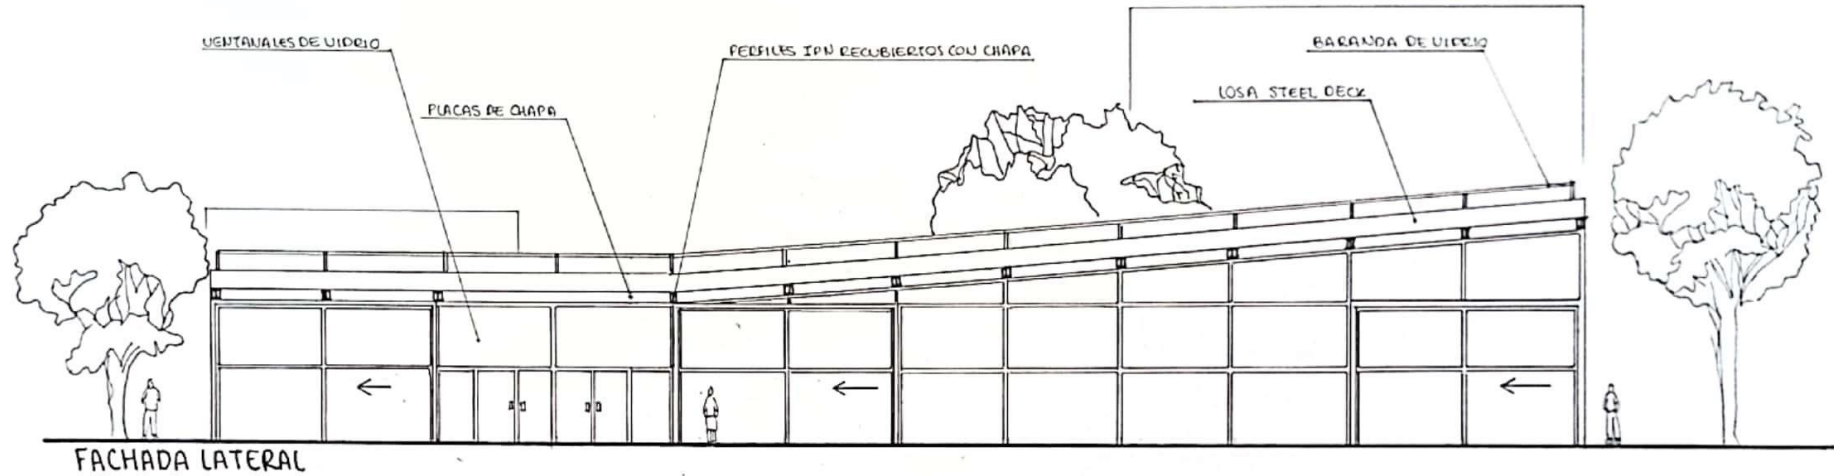 VENTANALES DE VIDRIO
PERFILES IPN RECUBIERTOS CON CHAPA
BARANDA DE VIDRIO
PLACAS DE CHAPA
LOSA STEEL DECK
FACHADA LATERAL